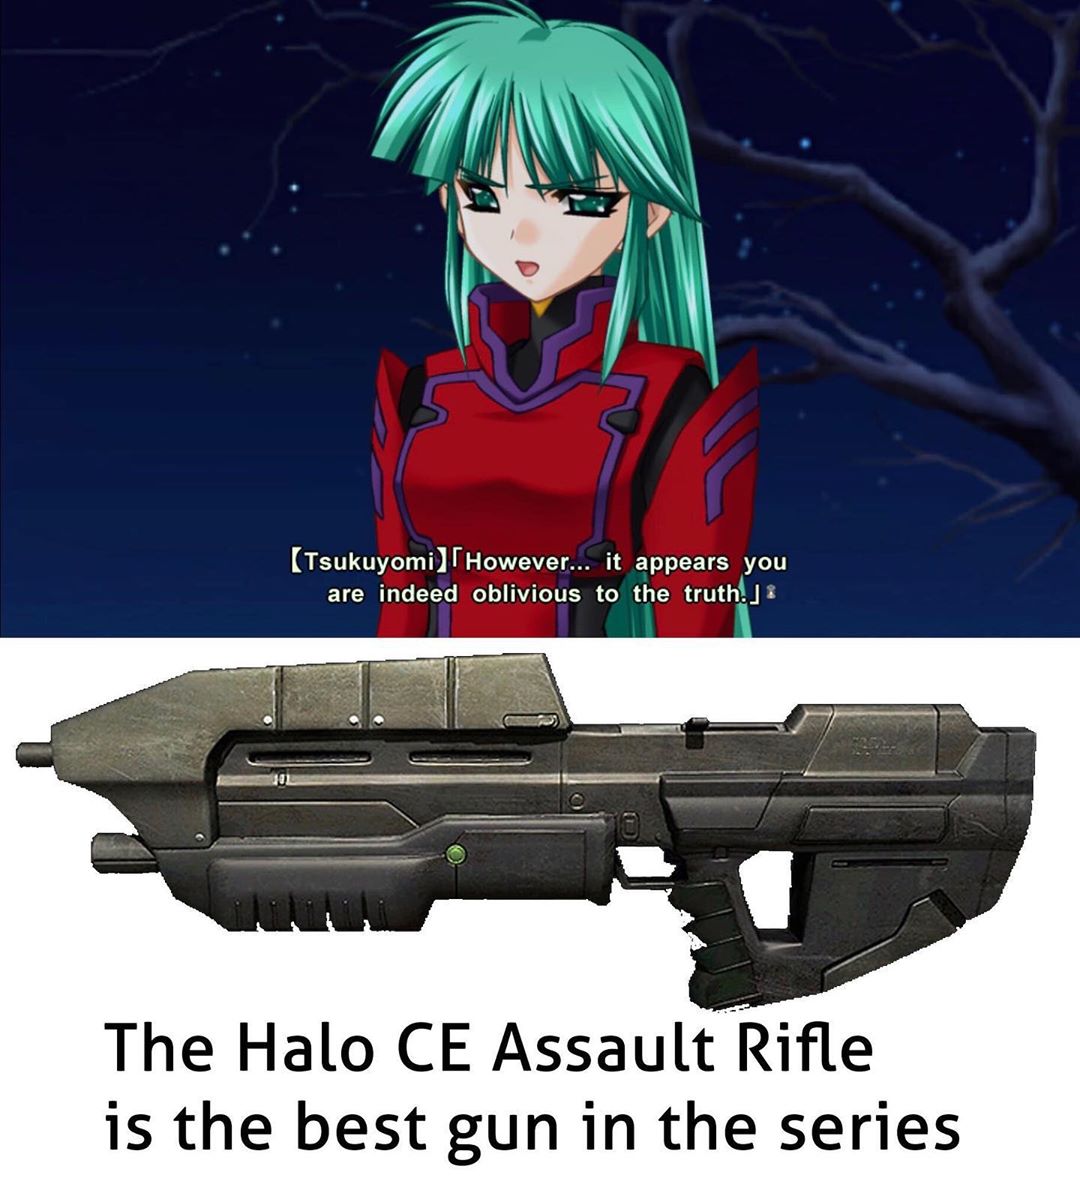 【Tsukuyomi】「However... it appears you
are indeed oblivious to the truth.」
The Halo CE Assault Rifle
is the best gun in the series